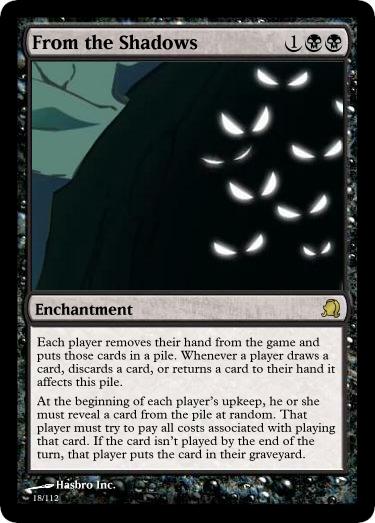 From the Shadows 1
Enchantment
Each player removes their hand from the game and
puts those cards in a pile. Whenever a player draws a
card, discards a card, or returns a card to their hand it
affects this pile.
At the beginning of each player's upkeep, he or she
must reveal a card from the pile at random. That
player must try to pay all costs associated with playing
that card. If the card isn't played by the end of the
turn, that player puts the card in their graveyard.
Hasbro Inc.
18/112